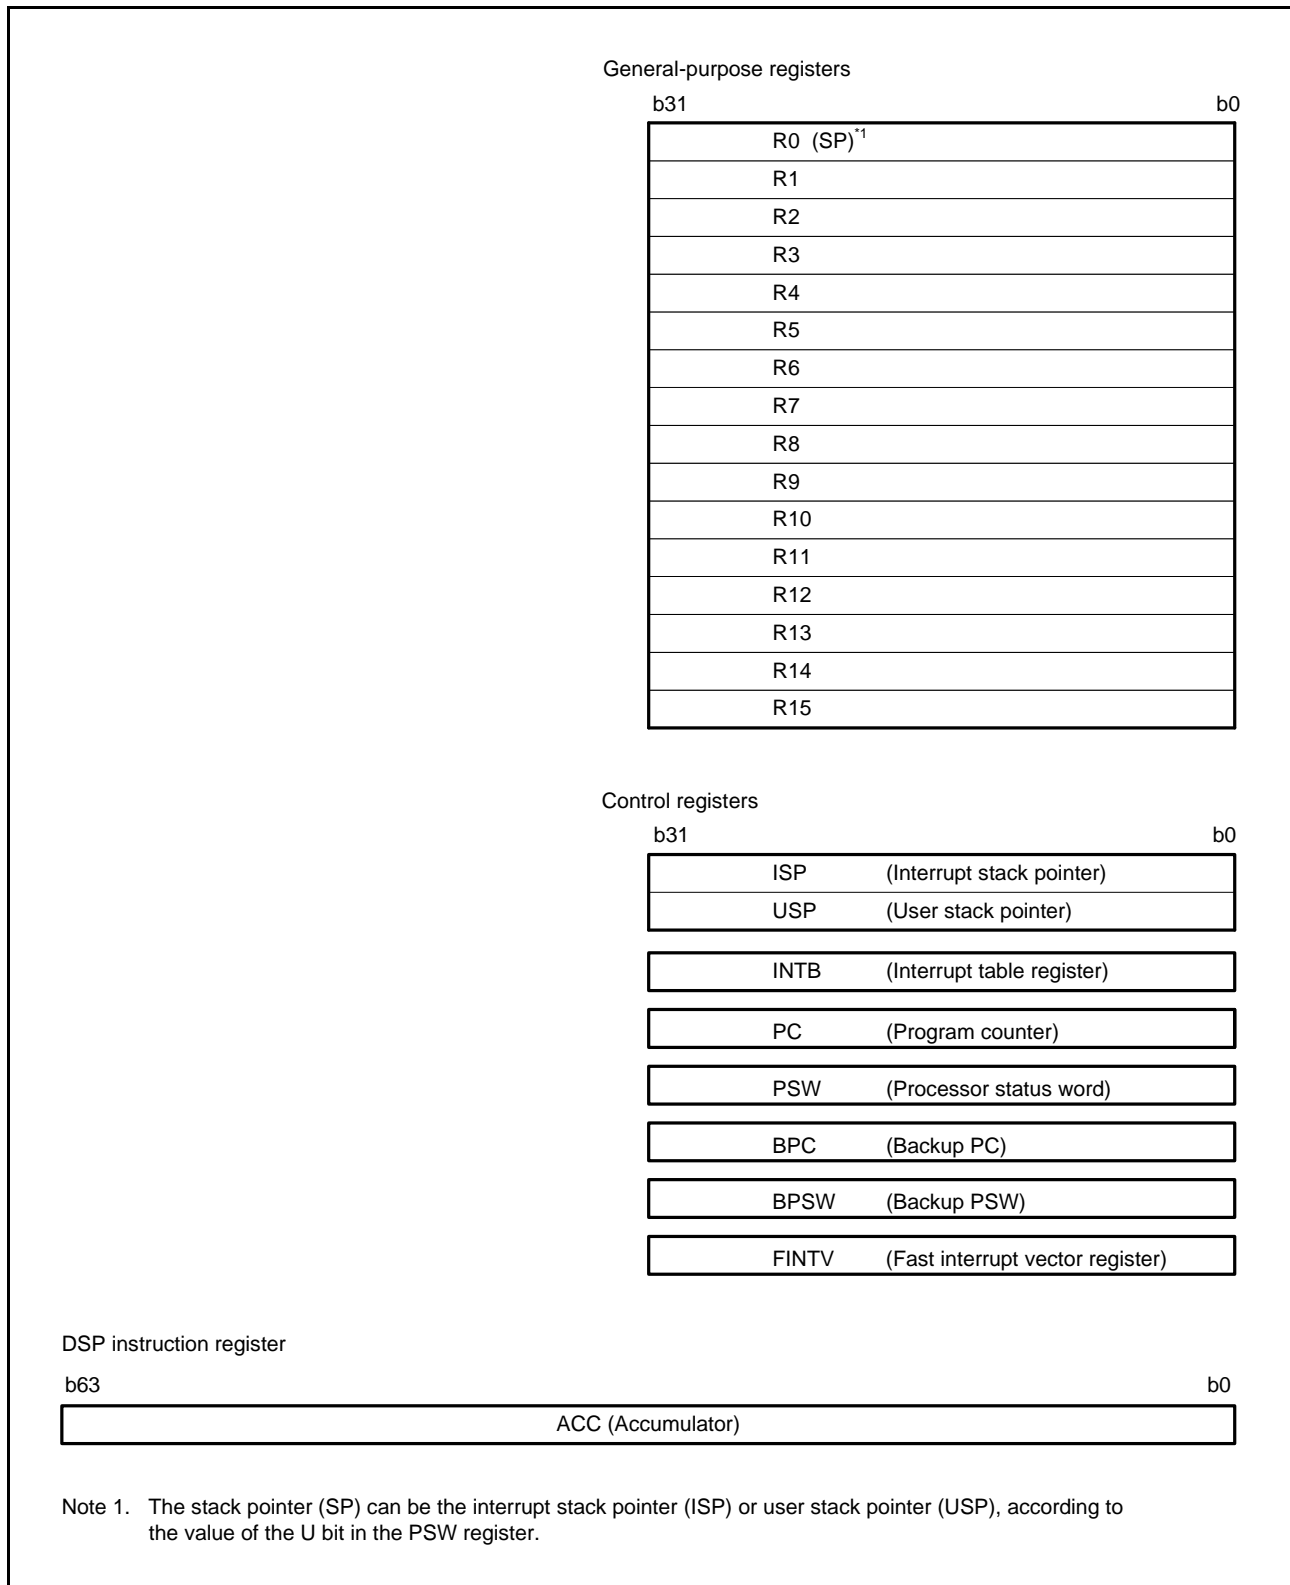 General-purpose registers
b31 b0
R0 (SP)*1
R1
R2
R3
R4
R5
R6
R7
R8
R9
R10
R11
R12
R13
R14
R15
Control registers
b31 b0
ISP (Interrupt stack pointer)
USP (User stack pointer)
INTB (Interrupt table register)
PC (Program counter)
PSW (Processor status word)
BPC (Backup PC)
BPSW (Backup PSW)
FINTV (Fast interrupt vector register)
DSP instruction register
b63 b0
ACC (Accumulator)
Note 1. The stack pointer (SP) can be the interrupt stack pointer (ISP) or user stack pointer (USP), according to
the value of the U bit in the PSW register.